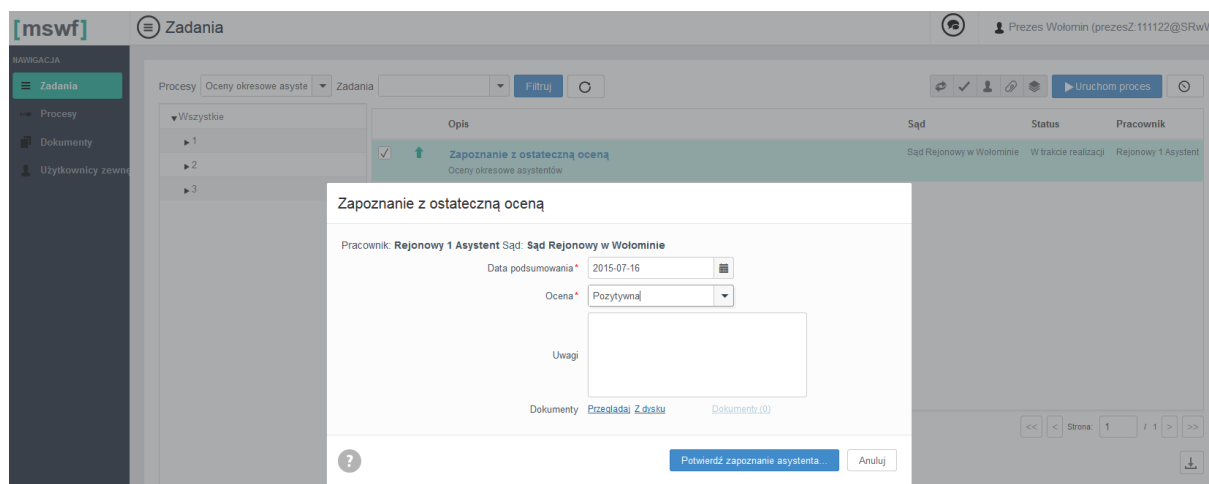 [mswf]
Zadania
Prezes Wołomin (prezesZ.111122@SRwW
NAWIGACJA
Zadania
Procesy
Dokumenty
Użytkownicy zewnę
Procesy Oceny okresowe asyste Zadania Filtruj Uruchom proces
Wszystkie
1
2
3
Opis Sąd Status Pracownik
Zapoznanie z ostateczną oceną Sąd Rejonowy w Wołominie W trakcie realizacji Rejonowy 1 Asystent
Oceny okresowe asystentów
Zapoznanie z ostateczną oceną
Pracownik: Rejonowy 1 Asystent Sąd: Sąd Rejonowy w Wołominie
Data podsumowania* 2015-07-16
Ocena* Pozytywna
Uwagi
Dokumenty Przeglądaj Z dysku Dokumenty (0)
<< < Strona: 1 / 1 > >>
? Potwierdź zapoznanie asystenta... Anuluj